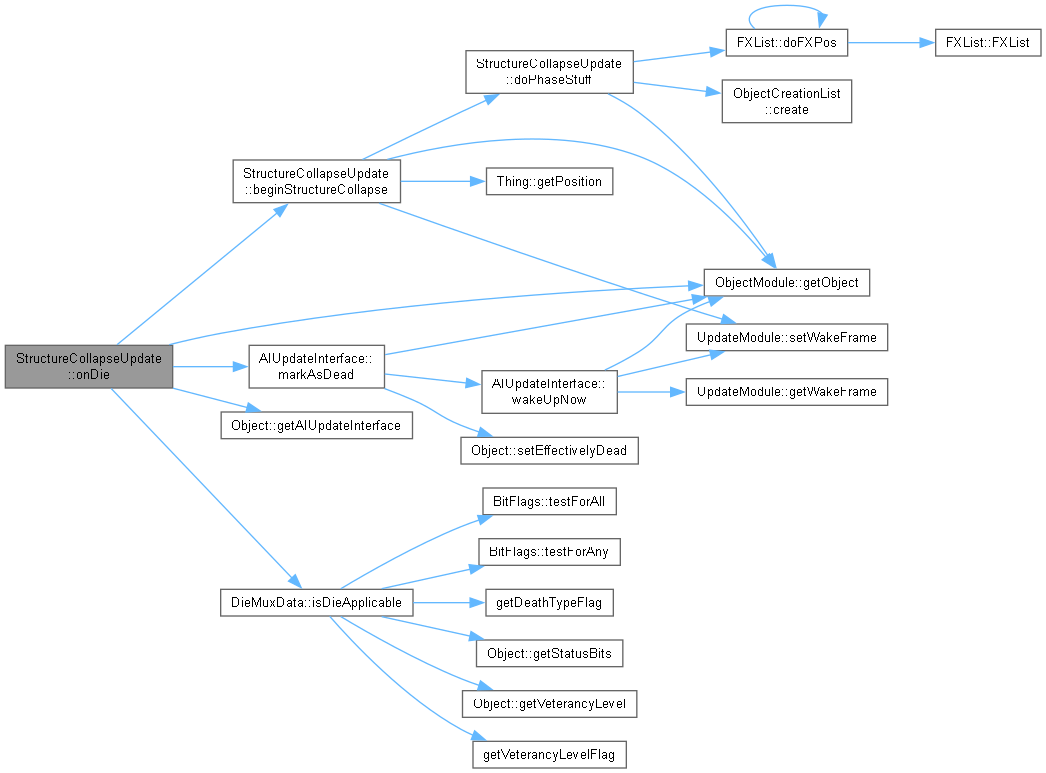 FXList::doFXPos
FXList::FXList
StructureCollapseUpdate
::doPhaseStuff
ObjectCreationList
::create
StructureCollapseUpdate
::beginStructureCollapse
Thing::getPosition
ObjectModule::getObject
UpdateModule::setWakeFrame
StructureCollapseUpdate
::onDie
AIUpdateInterface::
markAsDead
AIUpdateInterface::
wakeUpNow
UpdateModule::getWakeFrame
Object::getAIUpdateInterface
Object::setEffectivelyDead
BitFlags::testForAll
BitFlags::testForAny
DieMuxData::isDieApplicable
getDeathTypeFlag
Object::getStatusBits
Object::getVeterancyLevel
getVeterancyLevelFlag